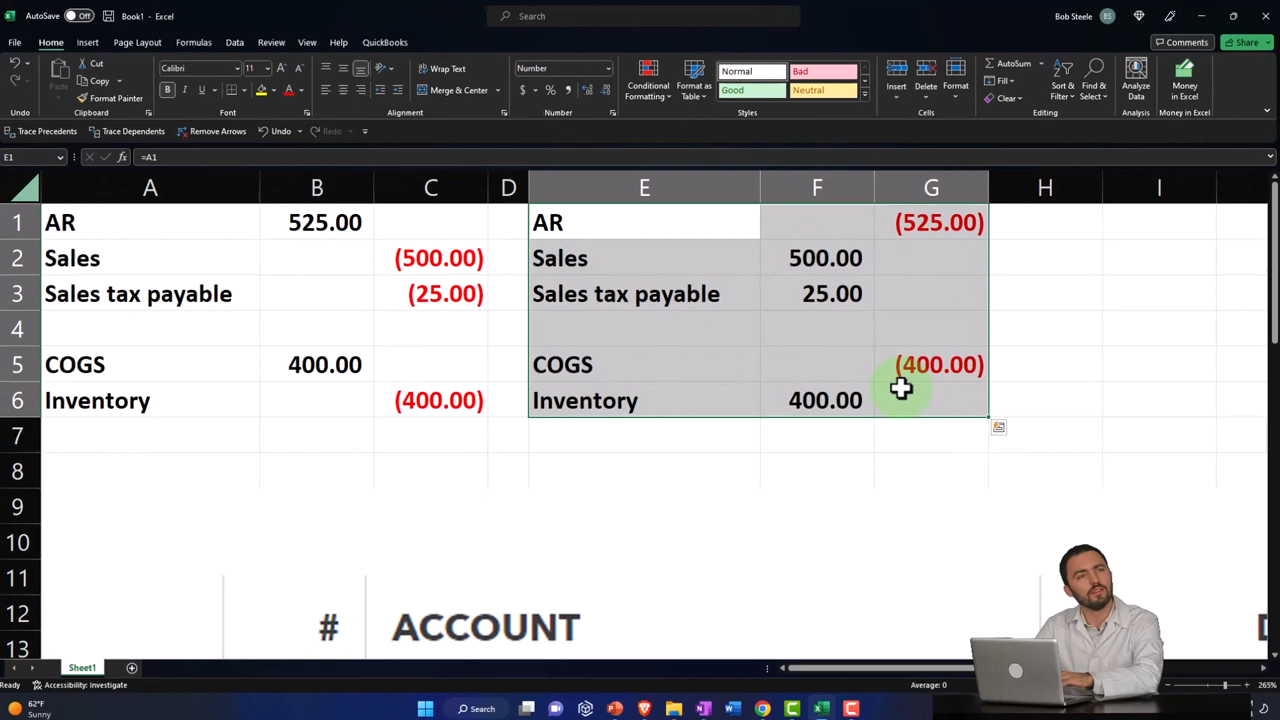 AutoSave Off Book1 - Excel Search Bob Steele BS
File Home Insert Page Layout Formulas Data Review View Help QuickBooks Comments Share
Cut Calibri 11 Wrap Text Number Normal Bad AutoSum
Paste Copy Conditional Format as Insert Delete Format Fill Sort & Find & Analyze Money
Format Painter B I U Merge & Center $ % Formatting Table Good Neutral Clear Filter Select Data in Excel
Undo Clipboard Font Alignment Number Styles Cells Editing Analysis Money in Excel
Trace Precedents Trace Dependents Remove Arrows Undo Redo
E1 fx =A1
A B C D E F G H I
1 AR 525.00 AR (525.00)
2 Sales (500.00) Sales 500.00
3 Sales tax payable (25.00) Sales tax payable 25.00
4
5 COGS 400.00 COGS (400.00)
6 Inventory (400.00) Inventory 400.00
7
8
9
10
11
12 # ACCOUNT
13
Sheet1
Ready Accessibility: Investigate Average: 0 265%
62°F
Sunny Search